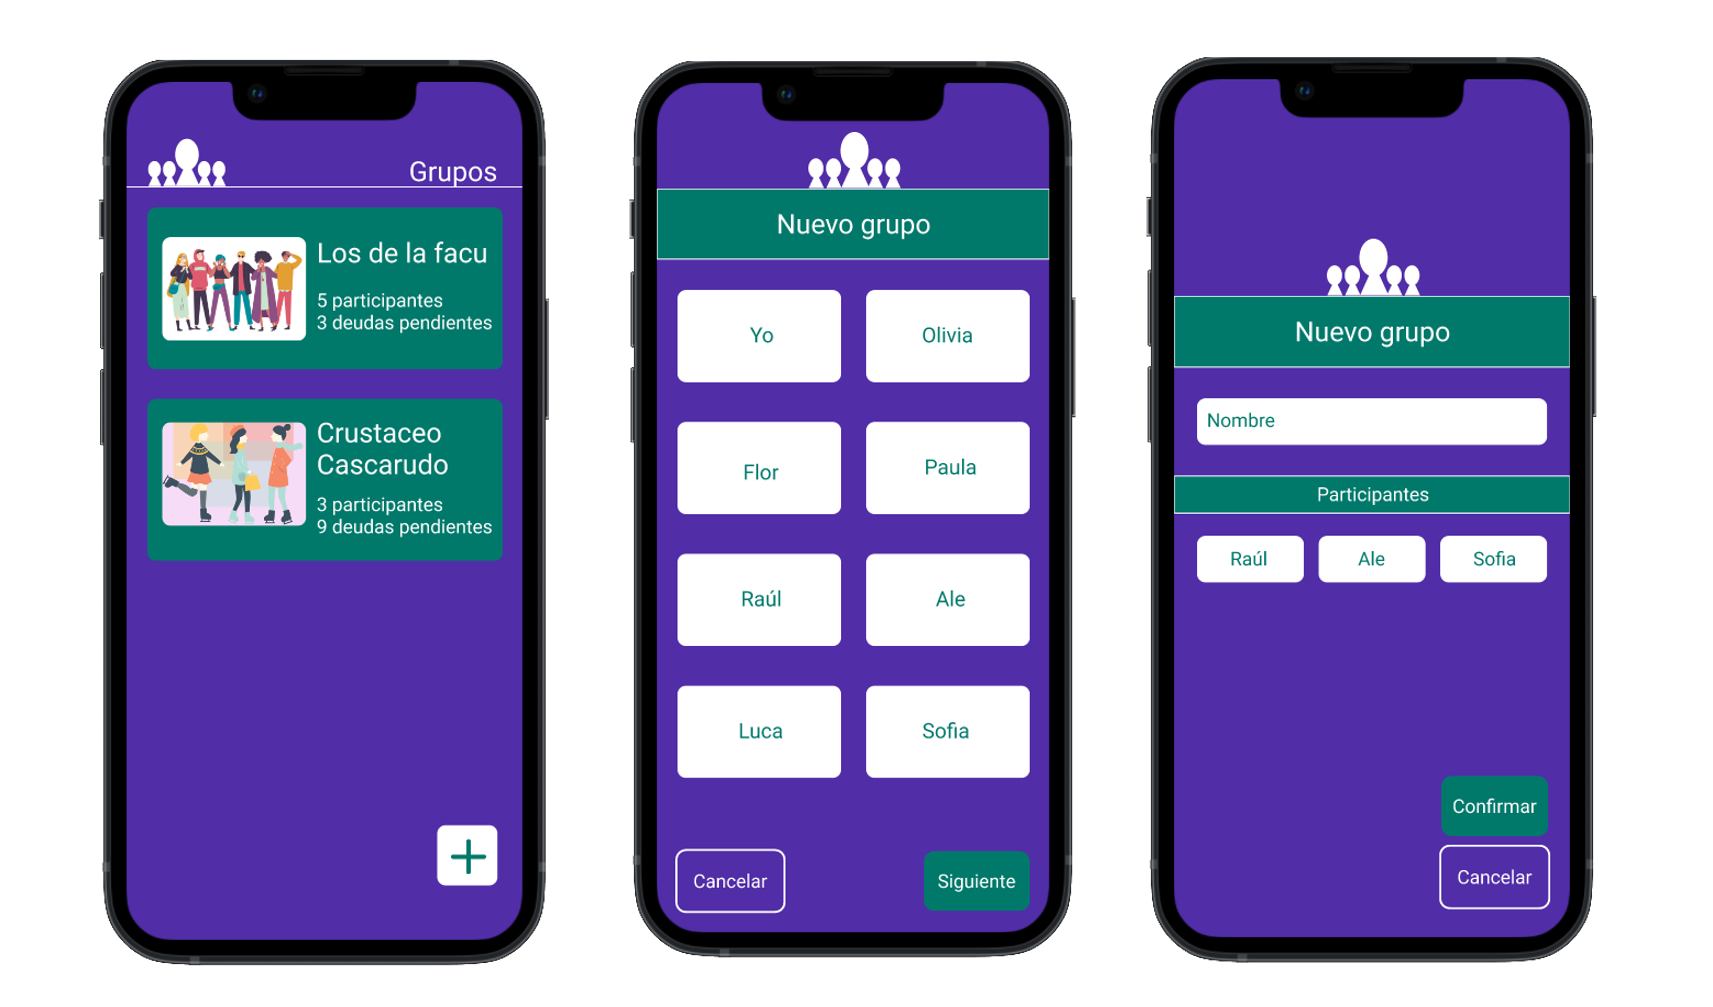 Grupos
Los de la facu
5 participantes
3 deudas pendientes
Crustaceo
Cascarudo
3 participantes
9 deudas pendientes
+
Nuevo grupo
Yo
Olivia
Flor
Paula
Raúl
Ale
Luca
Sofia
Cancelar
Siguiente
Nuevo grupo
Nombre
Participantes
Raúl
Ale
Sofia
Confirmar
Cancelar